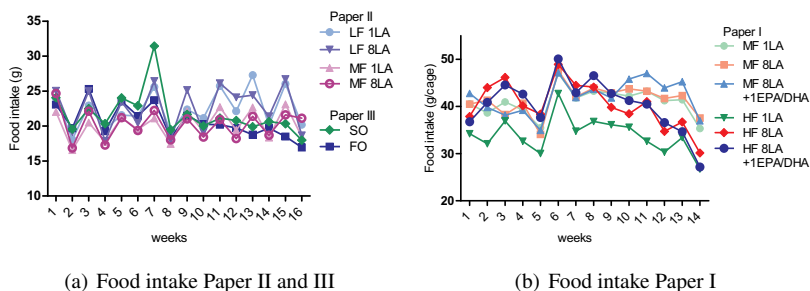 Paper II
LF 1LA
LF 8LA
MF 1LA
MF 8LA
Paper III
SO
FO
Food intake (g)
35
30
25
20
15
10
1 2 3 4 5 6 7 8 9 10 11 12 13 14 15 16
weeks
(a) Food intake Paper II and III
Paper I
MF 1LA
MF 8LA
MF 8LA
+1EPA/DHA
HF 1LA
HF 8LA
HF 8LA
+1EPA/DHA
Food intake (g/cage)
50
40
30
20
1 2 3 4 5 6 7 8 9 10 11 12 13 14
weeks
(b) Food intake Paper I